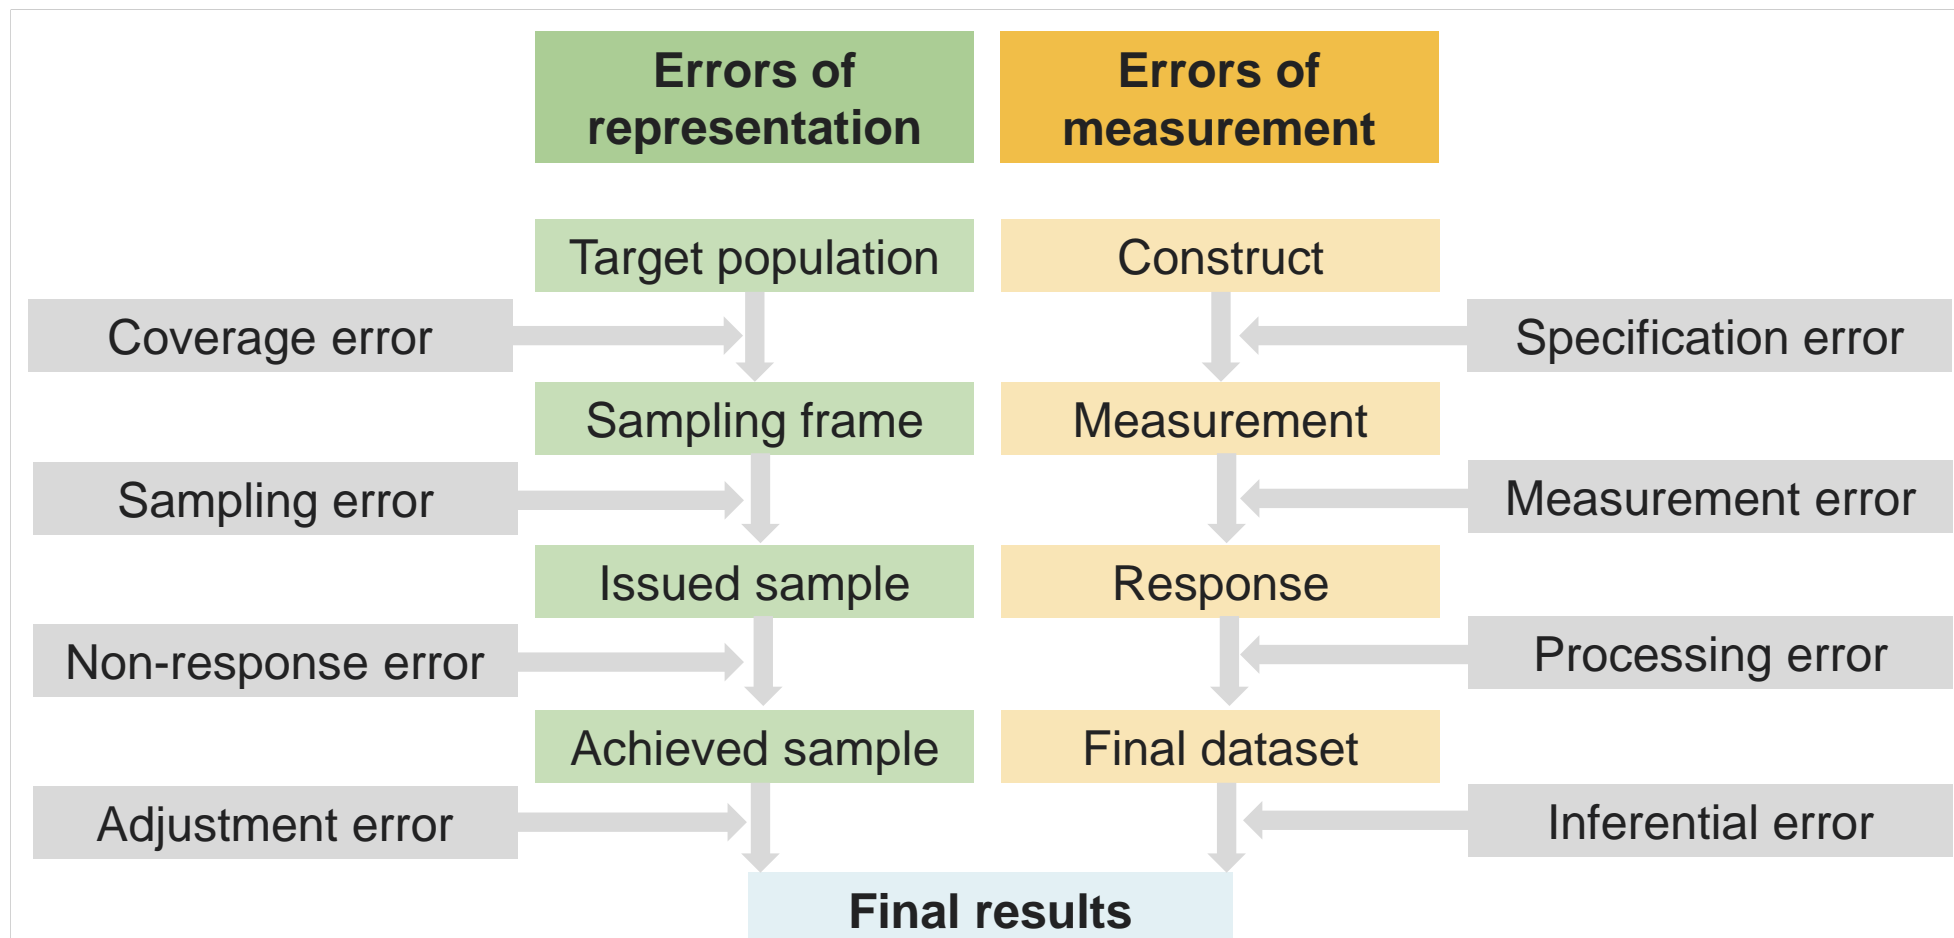 Errors of
representation
Errors of
measurement
Target population
Construct
Coverage error
Specification error
Sampling frame
Measurement
Sampling error
Measurement error
Issued sample
Response
Non-response error
Processing error
Achieved sample
Final dataset
Adjustment error
Inferential error
Final results